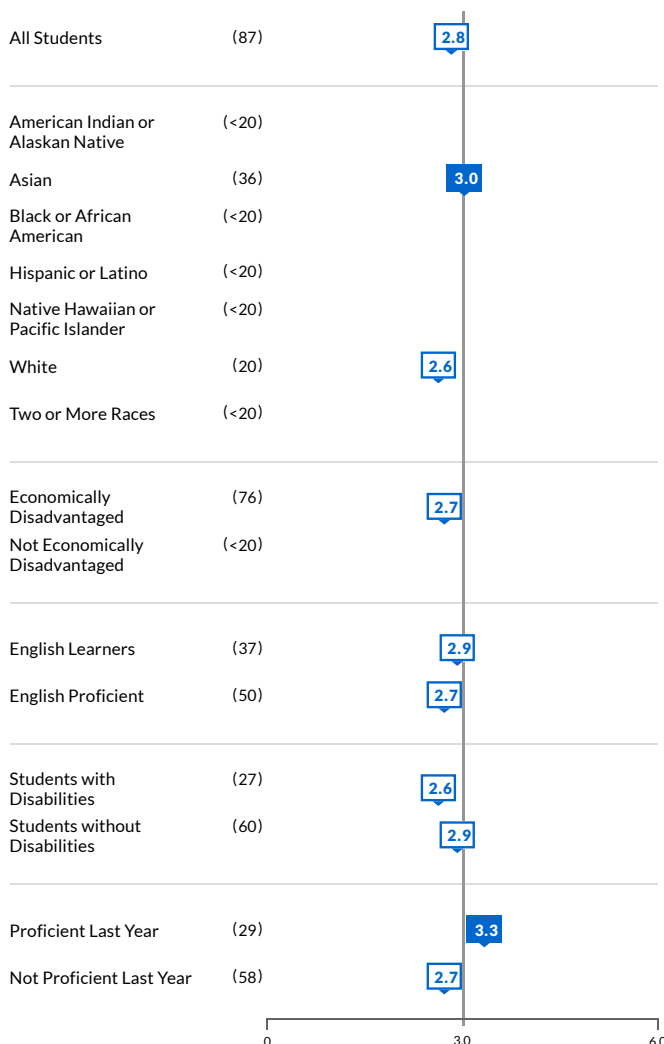 All Students (87) 2.8
American Indian or (<20)
Alaskan Native
Asian (36) 3.0
Black or African (<20)
American
Hispanic or Latino (<20)
Native Hawaiian or (<20)
Pacific Islander
White (20) 2.6
Two or More Races (<20)
Economically (76) 2.7
Disadvantaged
Not Economically (<20)
Disadvantaged
English Learners (37) 2.9
English Proficient (50) 2.7
Students with (27) 2.6
Disabilities
Students without (60) 2.9
Disabilities
Proficient Last Year (29) 3.3
Not Proficient Last Year (58) 2.7
0 3.0 6.0